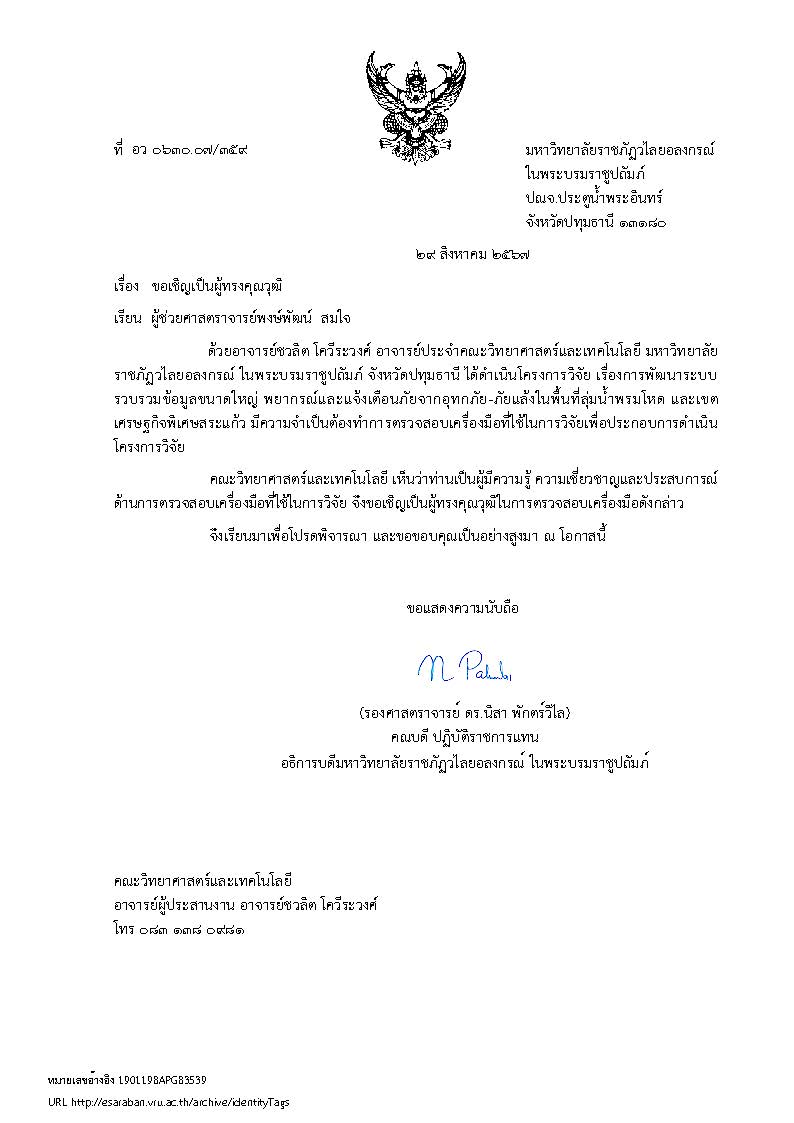 ที่ อว ๐๖๓๐.๐๗/๓๕๙
มหาวิทยาลัยราชภัฏวไลยอลงกรณ์
ในพระบรมราชูปถัมภ์
ปณจ.ประตูน้ำพระอินทร์
จังหวัดปทุมธานี ๑๓๑๘๐
๒๙ สิงหาคม ๒๕๖๗
เรื่อง ขอเชิญเป็นผู้ทรงคุณวุฒิ
เรียน ผู้ช่วยศาสตราจารย์พงษ์พัฒน์ สมใจ
ด้วยอาจารย์ชวลิต โควีระวงศ์ อาจารย์ประจำคณะวิทยาศาสตร์และเทคโนโลยี มหาวิทยาลัย
ราชภัฏวไลยอลงกรณ์ ในพระบรมราชูปถัมภ์ จังหวัดปทุมธานี ได้ดำเนินโครงการวิจัย เรื่องการพัฒนาระบบ
รวบรวมข้อมูลขนาดใหญ่ พยากรณ์และแจ้งเตือนภัยจากอุทกภัย-ภัยแล้งในพื้นที่ลุ่มน้ำพรมโหด และเขต
เศรษฐกิจพิเศษสระแก้ว มีความจำเป็นต้องทำการตรวจสอบเครื่องมือที่ใช้ในการวิจัยเพื่อประกอบการดำเนิน
โครงการวิจัย
คณะวิทยาศาสตร์และเทคโนโลยี เห็นว่าท่านเป็นผู้มีความรู้ ความเชี่ยวชาญและประสบการณ์
ด้านการตรวจสอบเครื่องมือที่ใช้ในการวิจัย จึงขอเชิญเป็นผู้ทรงคุณวุฒิในการตรวจสอบเครื่องมือดังกล่าว
จึงเรียนมาเพื่อโปรดพิจารณา และขอขอบคุณเป็นอย่างสูงมา ณ โอกาสนี้
ขอแสดงความนับถือ
(รองศาสตราจารย์ ดร.นิสา พักตร์วิไล)
คณบดี ปฏิบัติราชการแทน
อธิการบดีมหาวิทยาลัยราชภัฏวไลยอลงกรณ์ ในพระบรมราชูปถัมภ์
คณะวิทยาศาสตร์และเทคโนโลยี
อาจารย์ผู้ประสานงาน อาจารย์ชวลิต โควีระวงศ์
โทร ๐๘๓ ๑๓๘ ๐๙๘๑
หมายเลขอ้างอิง 1901198APG83539
URL http://esaraban.vru.ac.th/archive/identityTags